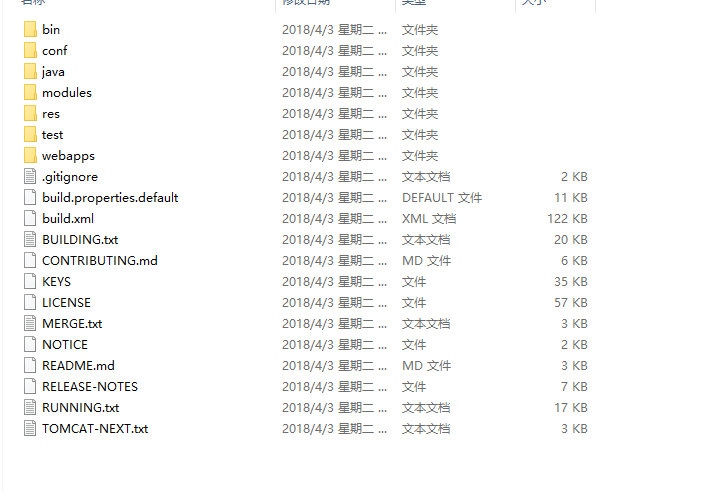 名称 修改日期 类型 大小
bin 2018/4/3 星期二 ... 文件夹
conf 2018/4/3 星期二 ... 文件夹
java 2018/4/3 星期二 ... 文件夹
modules 2018/4/3 星期二 ... 文件夹
res 2018/4/3 星期二 ... 文件夹
test 2018/4/3 星期二 ... 文件夹
webapps 2018/4/3 星期二 ... 文件夹
.gitignore 2018/4/3 星期二 ... 文本文档 2 KB
build.properties.default 2018/4/3 星期二 ... DEFAULT 文件 11 KB
build.xml 2018/4/3 星期二 ... XML 文档 122 KB
BUILDING.txt 2018/4/3 星期二 ... 文本文档 20 KB
CONTRIBUTING.md 2018/4/3 星期二 ... MD 文件 6 KB
KEYS 2018/4/3 星期二 ... 文件 35 KB
LICENSE 2018/4/3 星期二 ... 文件 57 KB
MERGE.txt 2018/4/3 星期二 ... 文本文档 3 KB
NOTICE 2018/4/3 星期二 ... 文件 2 KB
README.md 2018/4/3 星期二 ... MD 文件 3 KB
RELEASE-NOTES 2018/4/3 星期二 ... 文件 7 KB
RUNNING.txt 2018/4/3 星期二 ... 文本文档 17 KB
TOMCAT-NEXT.txt 2018/4/3 星期二 ... 文本文档 3 KB